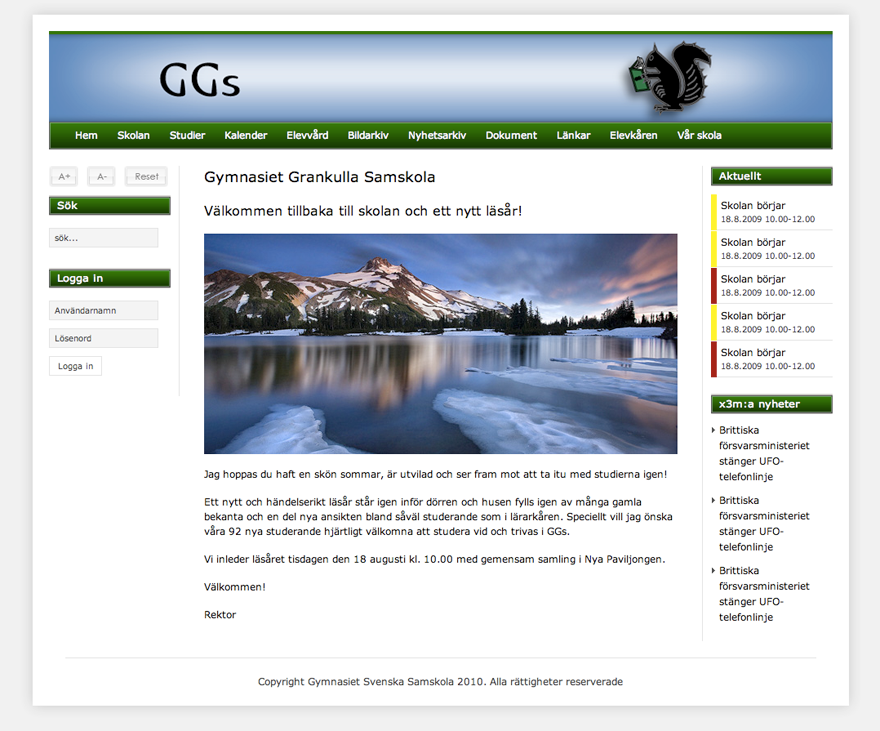 GGs
Hem Skolan Studier Kalender Elevvård Bildarkiv Nyhetsarkiv Dokument Länkar Elevkåren Vår skola
A+ A- Reset
Sök
sök...
Logga in
Användarnamn
Lösenord
Logga in
Gymnasiet Grankulla Samskola
Välkommen tillbaka till skolan och ett nytt läsår!
Jag hoppas du haft en skön sommar, är utvilad och ser fram mot att ta itu med studierna igen!
Ett nytt och händelserikt läsår står igen inför dörren och husen fylls igen av många gamla
bekanta och en del nya ansikten bland såväl studerande som i lärarkåren. Speciellt vill jag önska
våra 92 nya studerande hjärtligt välkomna att studera vid och trivas i GGs.
Vi inleder läsåret tisdagen den 18 augusti kl. 10.00 med gemensam samling i Nya Paviljongen.
Välkommen!
Rektor
Aktuellt
Skolan börjar
18.8.2009 10.00-12.00
Skolan börjar
18.8.2009 10.00-12.00
Skolan börjar
18.8.2009 10.00-12.00
Skolan börjar
18.8.2009 10.00-12.00
Skolan börjar
18.8.2009 10.00-12.00
x3m:a nyheter
Brittiska
försvarsministeriet
stänger UFO-
telefonlinje
Brittiska
försvarsministeriet
stänger UFO-
telefonlinje
Brittiska
försvarsministeriet
stänger UFO-
telefonlinje
Copyright Gymnasiet Svenska Samskola 2010. Alla rättigheter reserverade